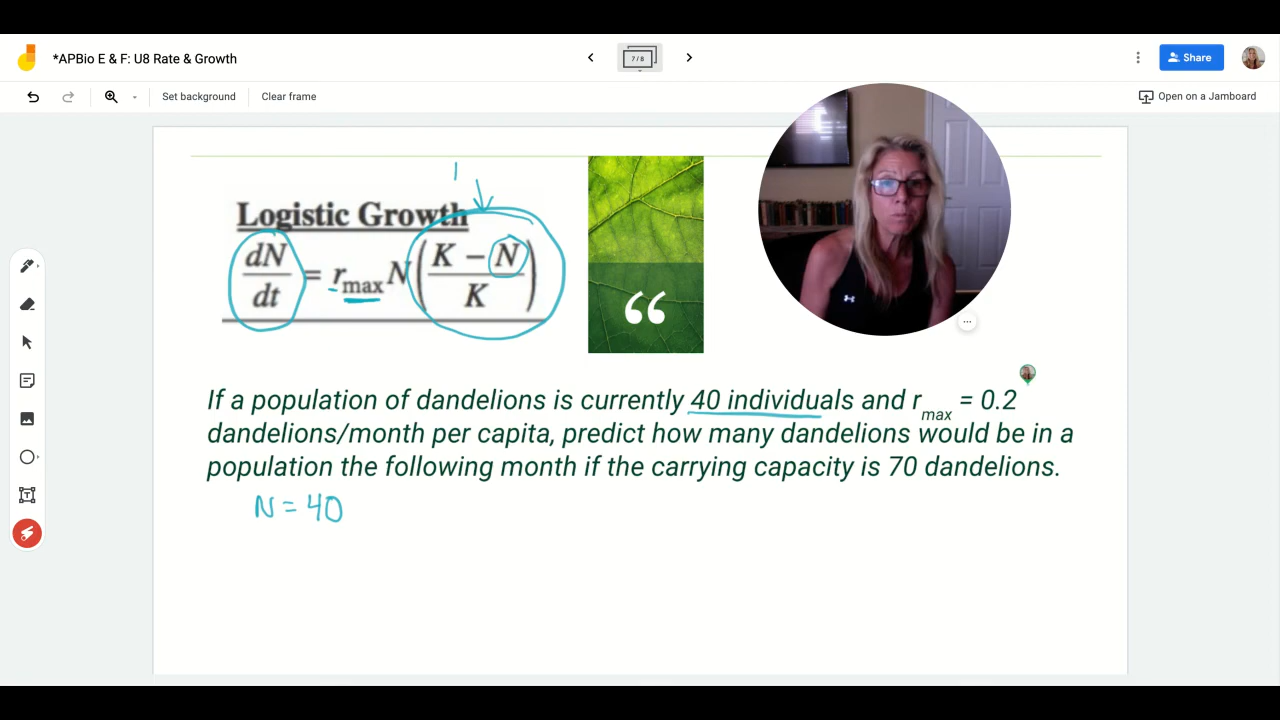 *APBio E & F: U8 Rate & Growth
7 / 8
Share
Set background
Clear frame
Open on a Jamboard
1
Logistic Growth
dN/dt = r_max N ( (K − N) / K )
“
If a population of dandelions is currently 40 individuals and r_max = 0.2
dandelions/month per capita, predict how many dandelions would be in a
population the following month if the carrying capacity is 70 dandelions.
N = 40